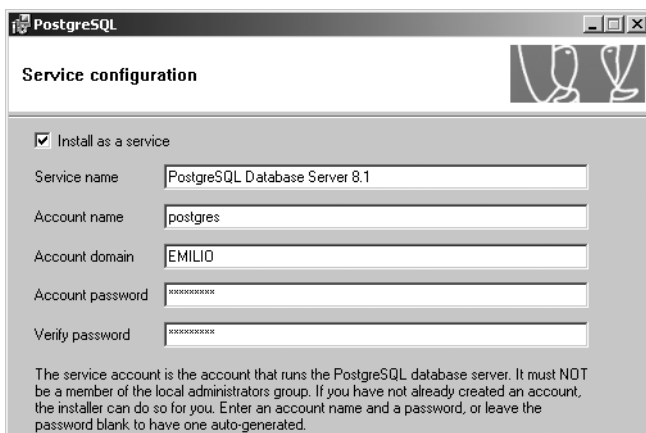 PostgreSQL
Service configuration
Install as a service
Service name PostgreSQL Database Server 8.1
Account name postgres
Account domain EMILIO
Account password *********
Verify password *********
The service account is the account that runs the PostgreSQL database server. It must NOT
be a member of the local administrators group. If you have not already created an account,
the installer can do so for you. Enter an account name and a password, or leave the
password blank to have one auto-generated.